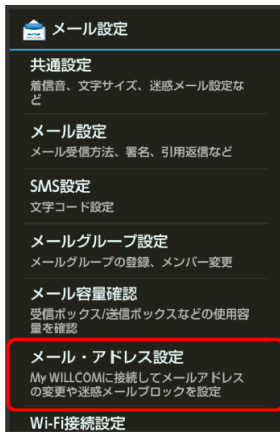 メール設定
共通設定
着信音、文字サイズ、迷惑メール設定な
ど
メール設定
メール受信方法、署名、引用返信など
SMS設定
文字コード設定
メールグループ設定
メールグループの登録、メンバー変更
メール容量確認
受信ボックス/送信ボックスなどの使用容
量を確認
メール・アドレス設定
My WILLCOMに接続してメールアドレス
の変更や迷惑メールブロックを設定
Wi-Fi接続設定